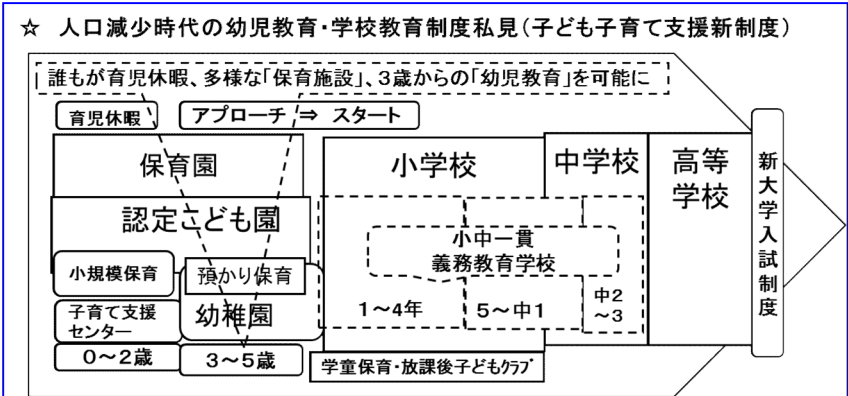 ☆ 人口減少時代の幼児教育・学校教育制度私見(子ども子育て支援新制度)
誰もが育児休暇、多様な「保育施設」、3歳からの「幼児教育」を可能に
育児休暇
アプローチ ⇒ スタート
保育園
認定こども園
小規模保育
預かり保育
子育て支援
センター
幼稚園
0～2歳
3～5歳
小学校
中学校
高等
学校
小中一貫
義務教育学校
1～4年
5～中1
中2
～3
学童保育・放課後子どもクラブ
新大学入試制度